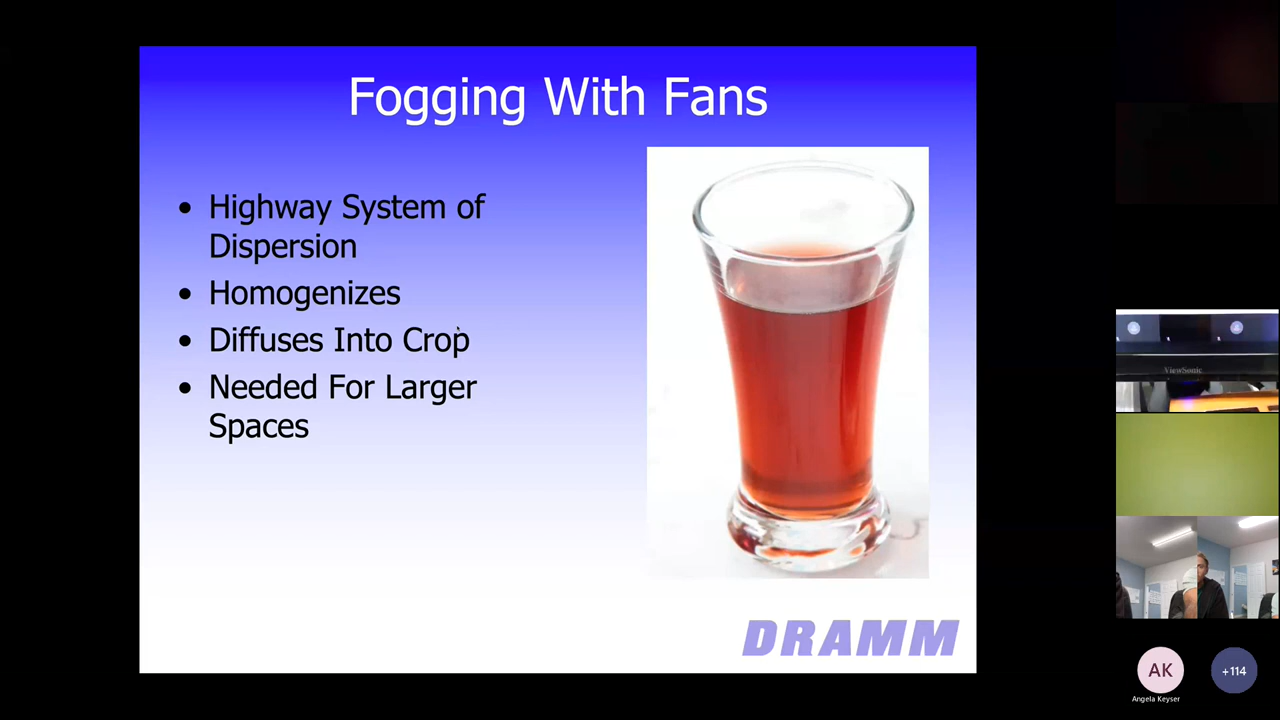 Fogging With Fans
• Highway System of
Dispersion
• Homogenizes
• Diffuses Into Crop
• Needed For Larger
Spaces
DRAMM
ViewSonic
AK
+114
Angela Keyser